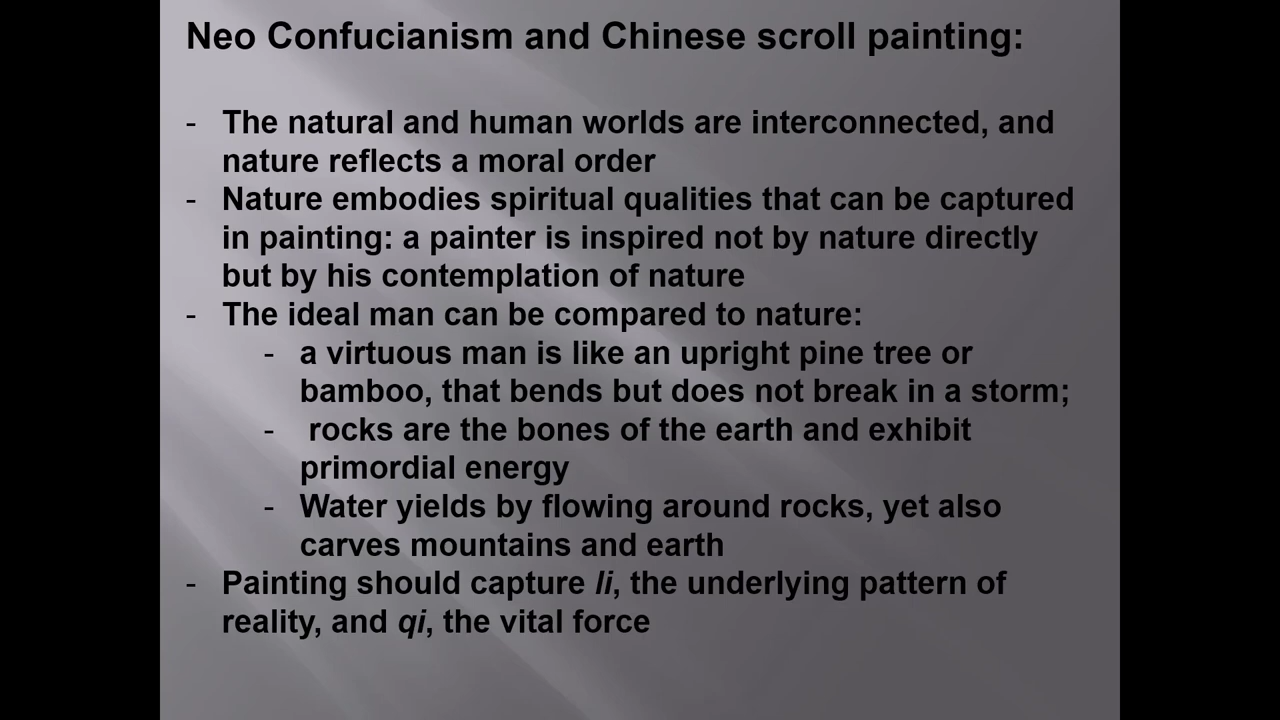 Neo Confucianism and Chinese scroll painting:
- The natural and human worlds are interconnected, and
nature reflects a moral order
- Nature embodies spiritual qualities that can be captured
in painting: a painter is inspired not by nature directly
but by his contemplation of nature
- The ideal man can be compared to nature:
- a virtuous man is like an upright pine tree or
bamboo, that bends but does not break in a storm;
- rocks are the bones of the earth and exhibit
primordial energy
- Water yields by flowing around rocks, yet also
carves mountains and earth
- Painting should capture li, the underlying pattern of
reality, and qi, the vital force